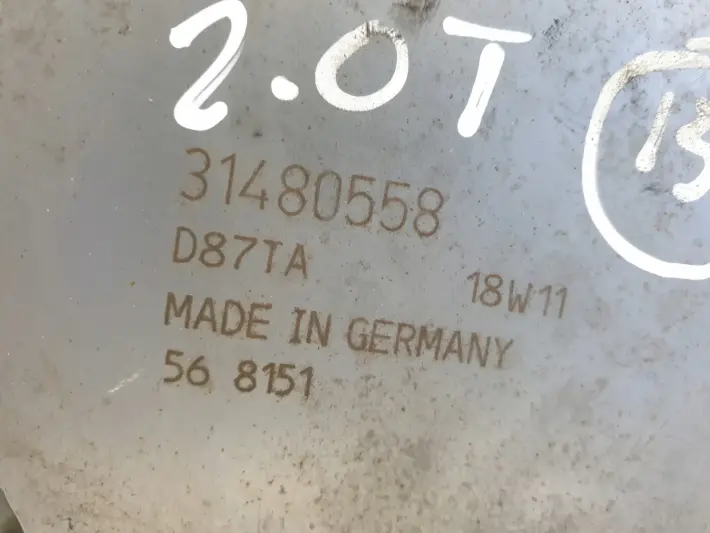 2.0T
31480558
D87TA
18W11
MADE IN GERMANY
56 8151